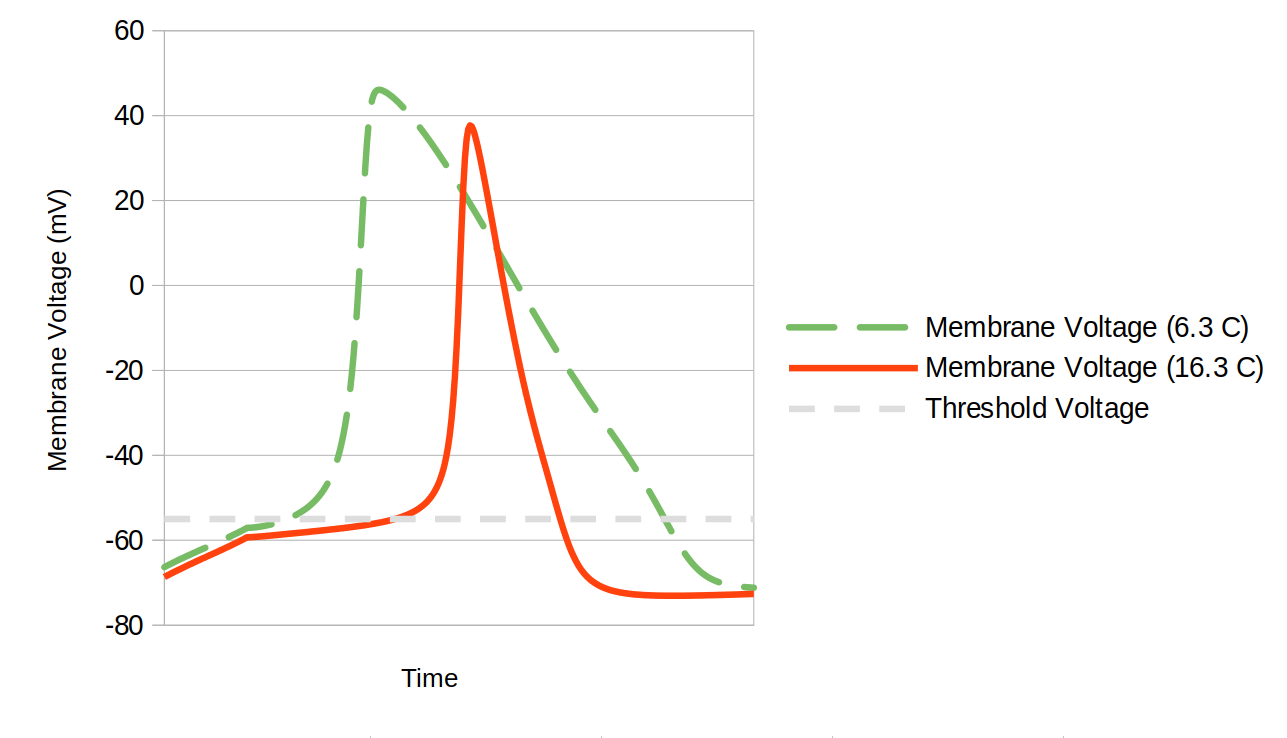 60
40
20
0
-20
-40
-60
-80
Membrane Voltage (mV)
Time
Membrane Voltage (6.3 C)
Membrane Voltage (16.3 C)
Threshold Voltage